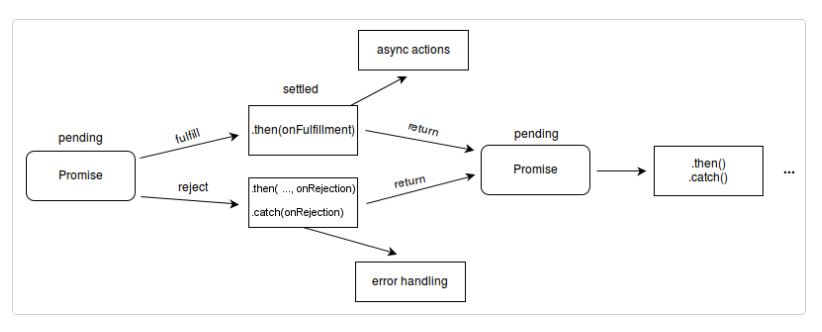 async actions
settled
.then(onFulfillment)
pending
Promise
fulfill
reject
.then( ..., onRejection)
.catch(onRejection)
return
return
pending
Promise
.then()
.catch()
...
error handling